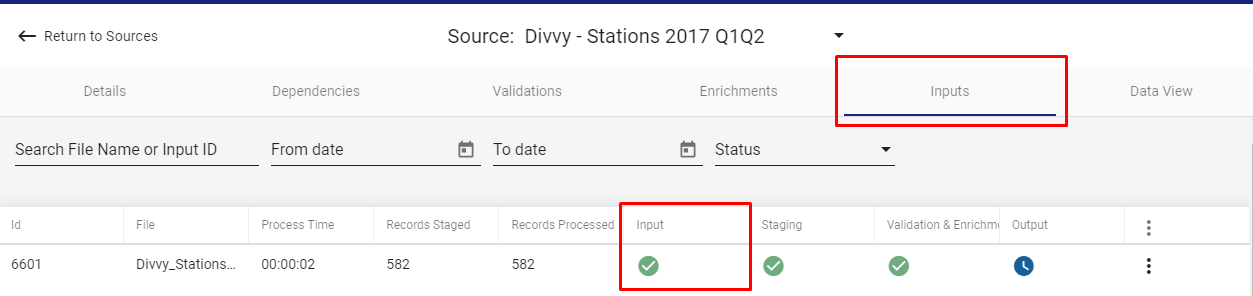 Return to Sources
Source: Divvy - Stations 2017 Q1Q2
Details Dependencies Validations Enrichments Inputs Data View
Search File Name or Input ID From date To date Status
Id File Process Time Records Staged Records Processed Input Staging Validation & Enrichm Output
6601 Divvy_Stations... 00:00:02 582 582